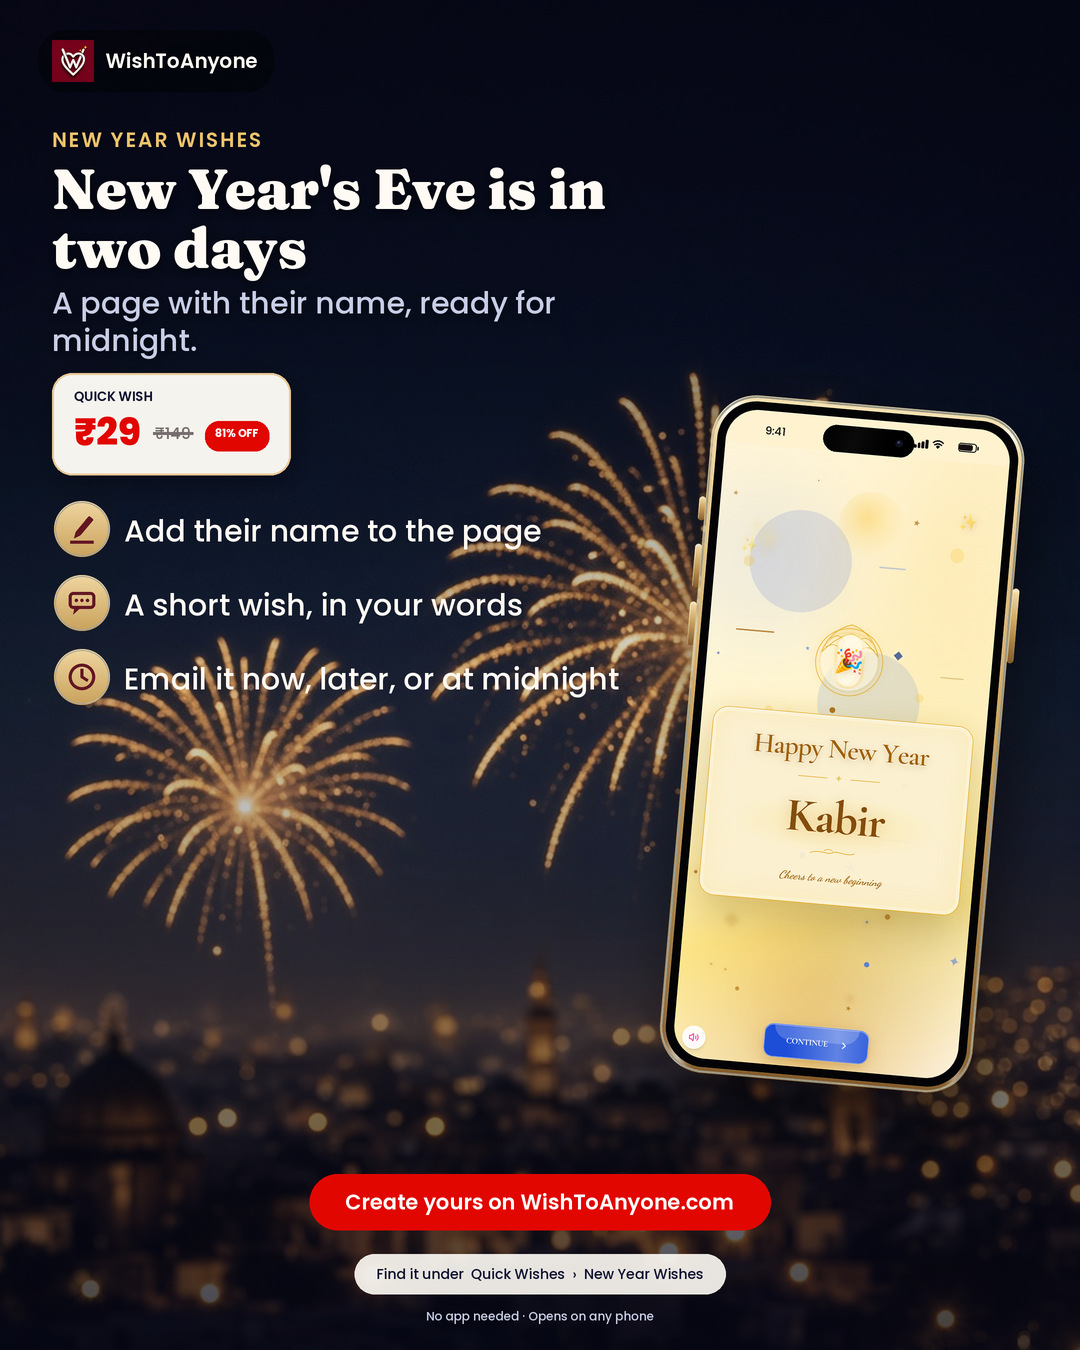 WishToAnyone
NEW YEAR WISHES
New Year's Eve is in
two days
A page with their name, ready for
midnight.
QUICK WISH
₹29 ₹149 81% OFF
Add their name to the page
A short wish, in your words
Email it now, later, or at midnight
9:41
Happy New Year
Kabir
Cheers to a new beginning
CONTINUE ›
Create yours on WishToAnyone.com
Find it under Quick Wishes › New Year Wishes
No app needed · Opens on any phone